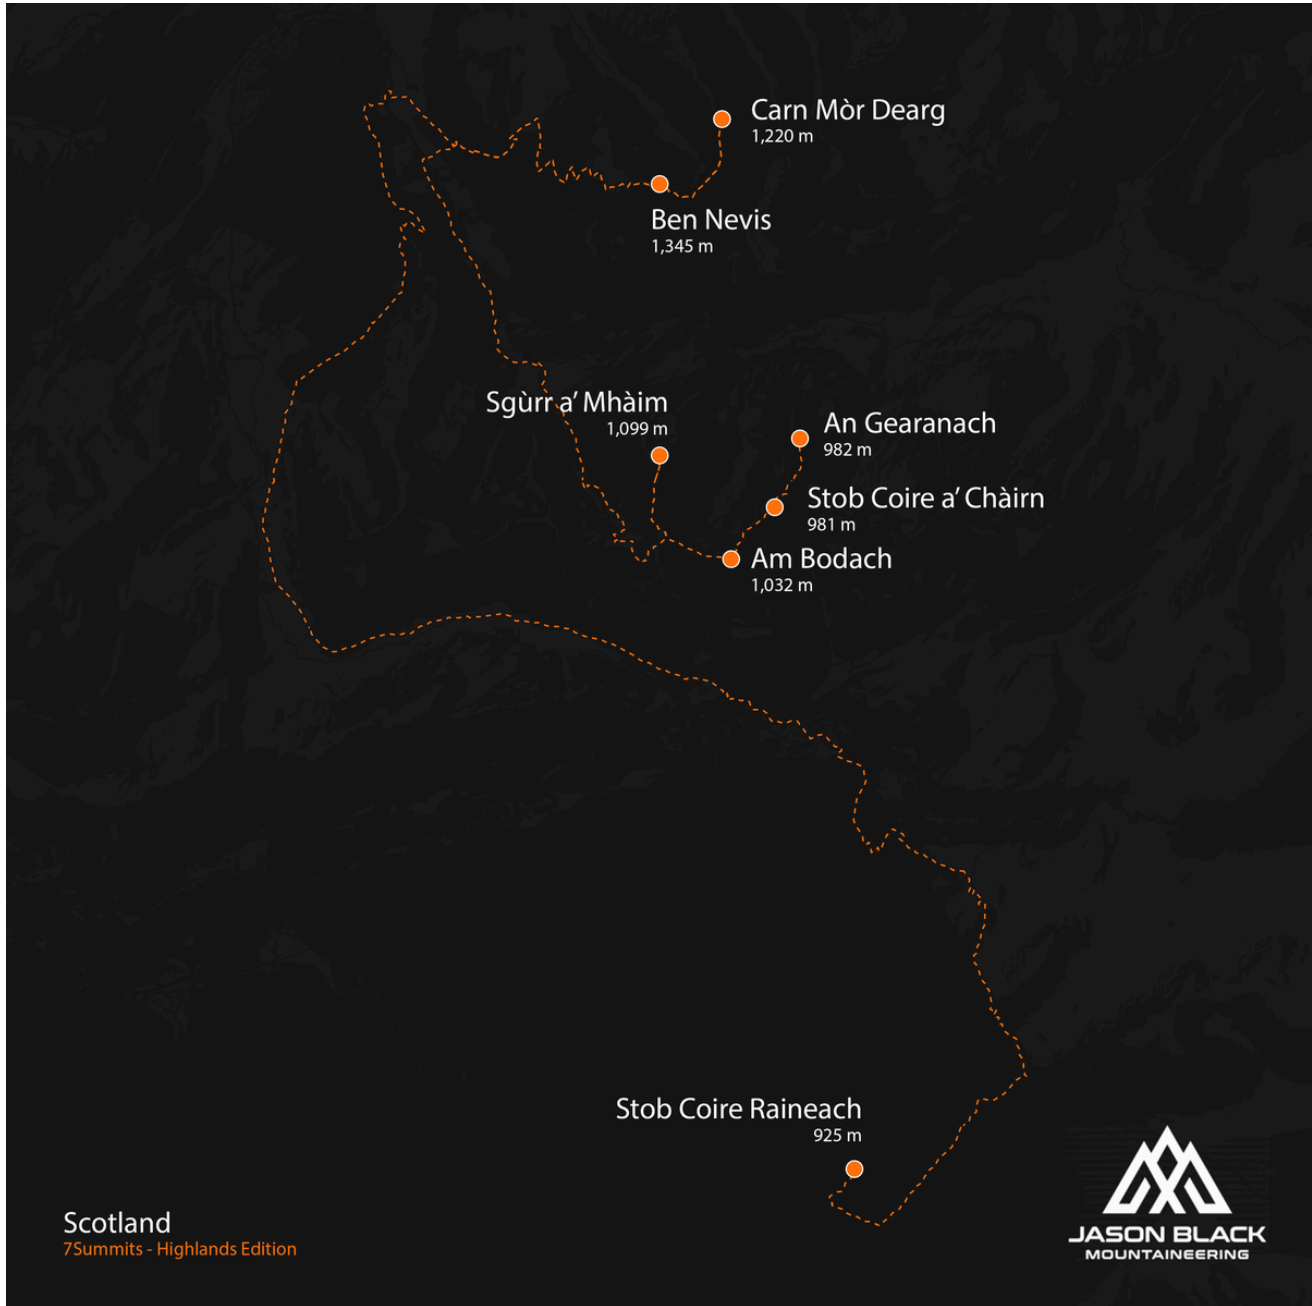 Carn Mòr Dearg
1,220 m
Ben Nevis
1,345 m
Sgùrr a’ Mhàim
1,099 m
An Gearanach
982 m
Stob Coire a’ Chàirn
981 m
Am Bodach
1,032 m
Stob Coire Raineach
925 m
Scotland
7Summits - Highlands Edition
JASON BLACK
MOUNTAINEERING